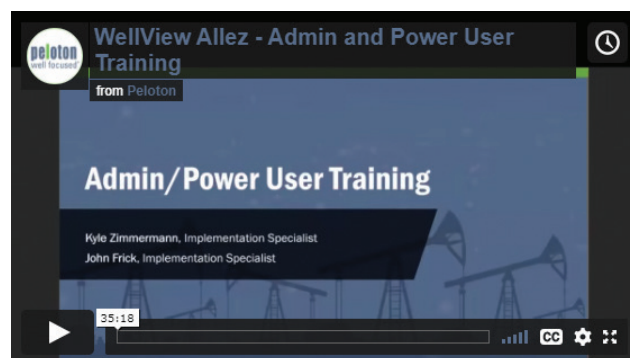 peloton
well focused
WellView Allez - Admin and Power User
Training
from Peloton
Admin/Power User Training
Kyle Zimmermann, Implementation Specialist
John Frick, Implementation Specialist
35:18
CC